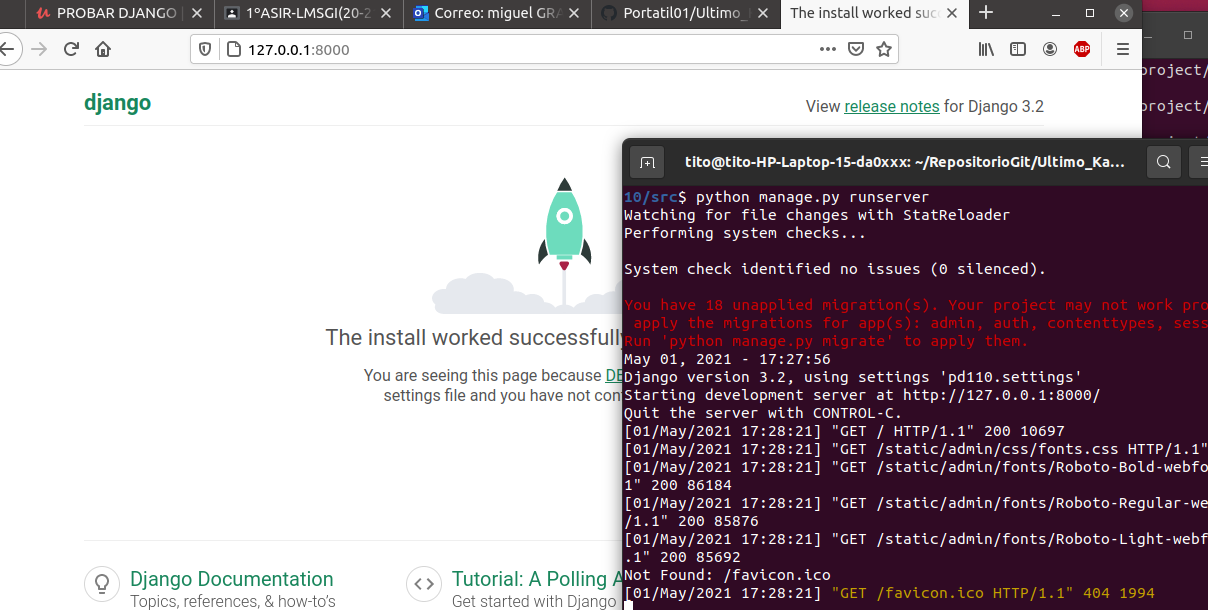 PROBAR DJANGO
1ºASIR-LMSGI(20-2
Correo: miguel GRA
Portatil01/Ultimo_
The install worked suc
127.0.0.1:8000
ABP
django
View release notes for Django 3.2
The install worked successfully
You are seeing this page because DE
settings file and you have not con
Django Documentation
Topics, references, & how-to's
Tutorial: A Polling A
Get started with Django
project/
project/
tito@tito-HP-Laptop-15-da0xxx: ~/RepositorioGit/Ultimo_Ka...
10/src$ python manage.py runserver
Watching for file changes with StatReloader
Performing system checks...
System check identified no issues (0 silenced).
You have 18 unapplied migration(s). Your project may not work pro
apply the migrations for app(s): admin, auth, contenttypes, sess
Run 'python manage.py migrate' to apply them.
May 01, 2021 - 17:27:56
Django version 3.2, using settings 'pd110.settings'
Starting development server at http://127.0.0.1:8000/
Quit the server with CONTROL-C.
[01/May/2021 17:28:21] "GET / HTTP/1.1" 200 10697
[01/May/2021 17:28:21] "GET /static/admin/css/fonts.css HTTP/1.1"
[01/May/2021 17:28:21] "GET /static/admin/fonts/Roboto-Bold-webfo
1" 200 86184
[01/May/2021 17:28:21] "GET /static/admin/fonts/Roboto-Regular-we
/1.1" 200 85876
[01/May/2021 17:28:21] "GET /static/admin/fonts/Roboto-Light-webf
.1" 200 85692
Not Found: /favicon.ico
[01/May/2021 17:28:21] "GET /favicon.ico HTTP/1.1" 404 1994